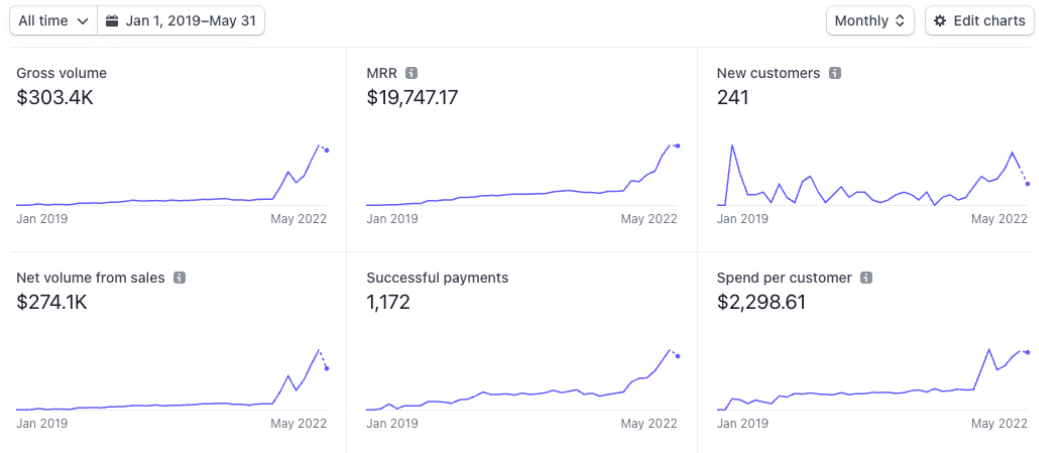 All time Jan 1, 2019–May 31 Monthly Edit charts
Gross volume
$303.4K
Jan 2019 May 2022
MRR
$19,747.17
Jan 2019 May 2022
New customers
241
Jan 2019 May 2022
Net volume from sales
$274.1K
Jan 2019 May 2022
Successful payments
1,172
Jan 2019 May 2022
Spend per customer
$2,298.61
Jan 2019 May 2022